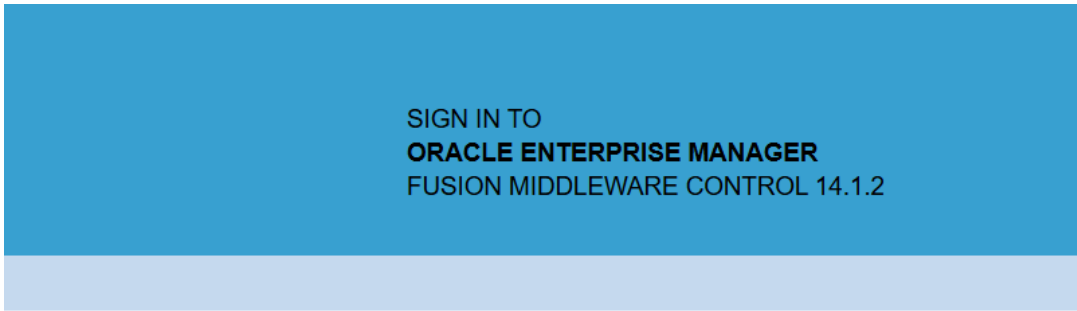 SIGN IN TO
ORACLE ENTERPRISE MANAGER
FUSION MIDDLEWARE CONTROL 14.1.2